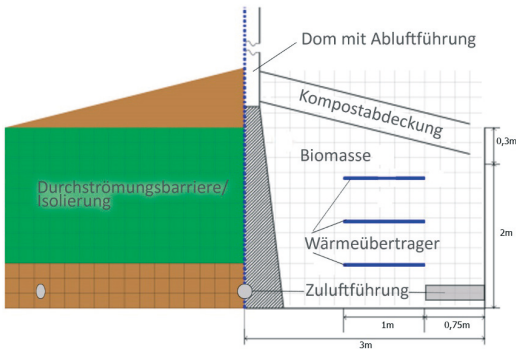 Dom mit Abluftführung
Kompostabdeckung
0,3m
Biomasse
Durchströmungsbarriere/
Isolierung
2m
Wärmeübertrager
Zuluftführung
1m
0,75m
3m